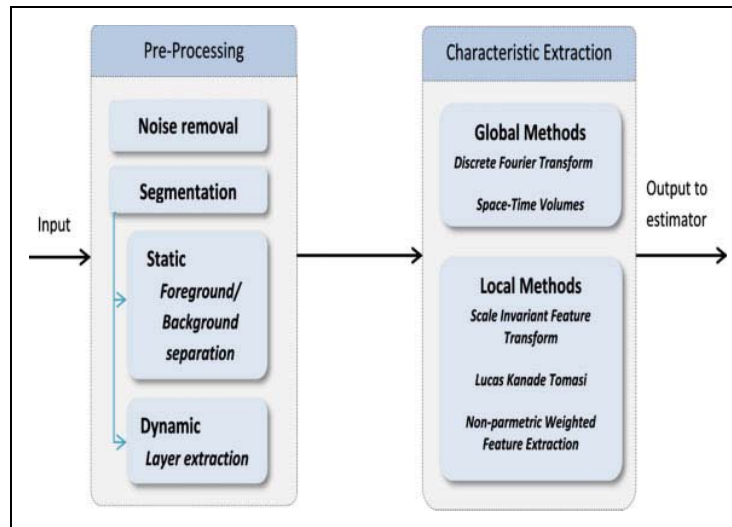 Pre-Processing
Noise removal
Segmentation
Input
Static
Foreground/
Background
separation
Dynamic
Layer extraction
Characteristic Extraction
Global Methods
Discrete Fourier Transform
Space-Time Volumes
Local Methods
Scale Invariant Feature
Transform
Lucas Kanade Tomasi
Non-parmetric Weighted
Feature Extraction
Output to
estimator